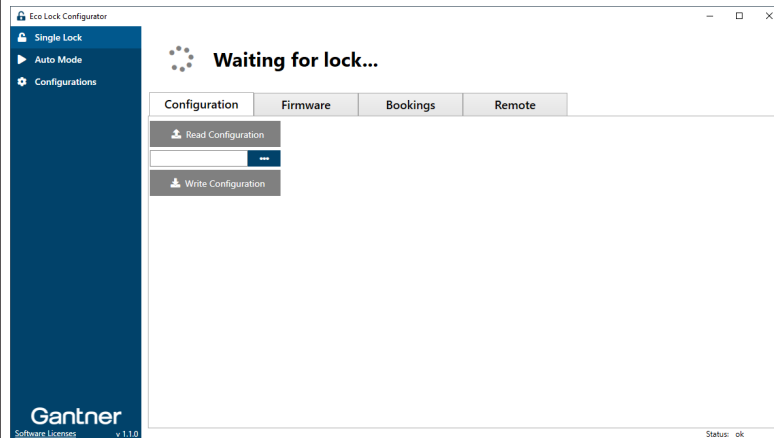 Eco Lock Configurator
Single Lock
Auto Mode
Configurations
Waiting for lock...
Configuration
Firmware
Bookings
Remote
Read Configuration
Write Configuration
Gantner
Software Licenses
v 1.1.0
Status: ok